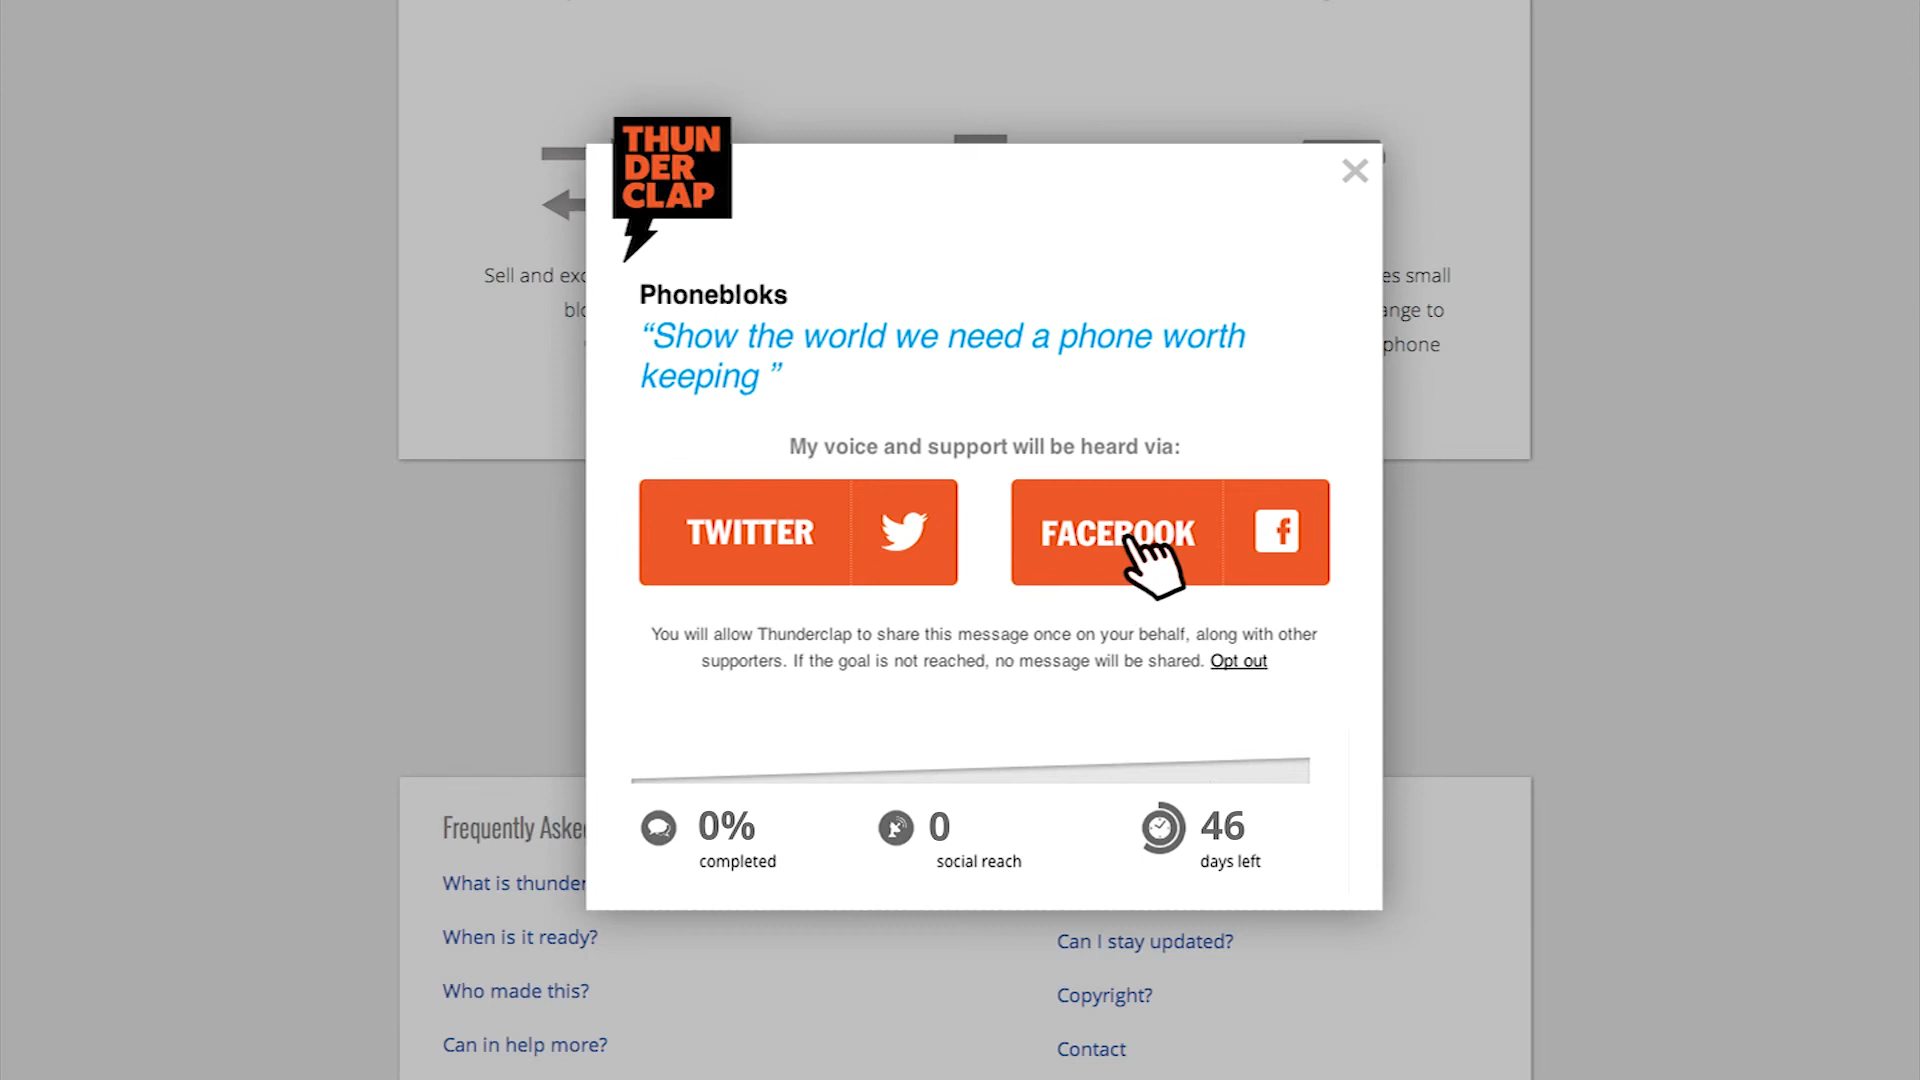 THUN
DER
CLAP
Sell and
es small
ange to
phone
Phonebloks
“Show the world we need a phone worth
keeping ”
My voice and support will be heard via:
TWITTER
FACEBOOK
You will allow Thunderclap to share this message once on your behalf, along with other
supporters. If the goal is not reached, no message will be shared. Opt out
0%
completed
0
social reach
46
days left
Frequently Aske
What is thunder
When is it ready?
Who made this?
Can in help more?
Can I stay updated?
Copyright?
Contact